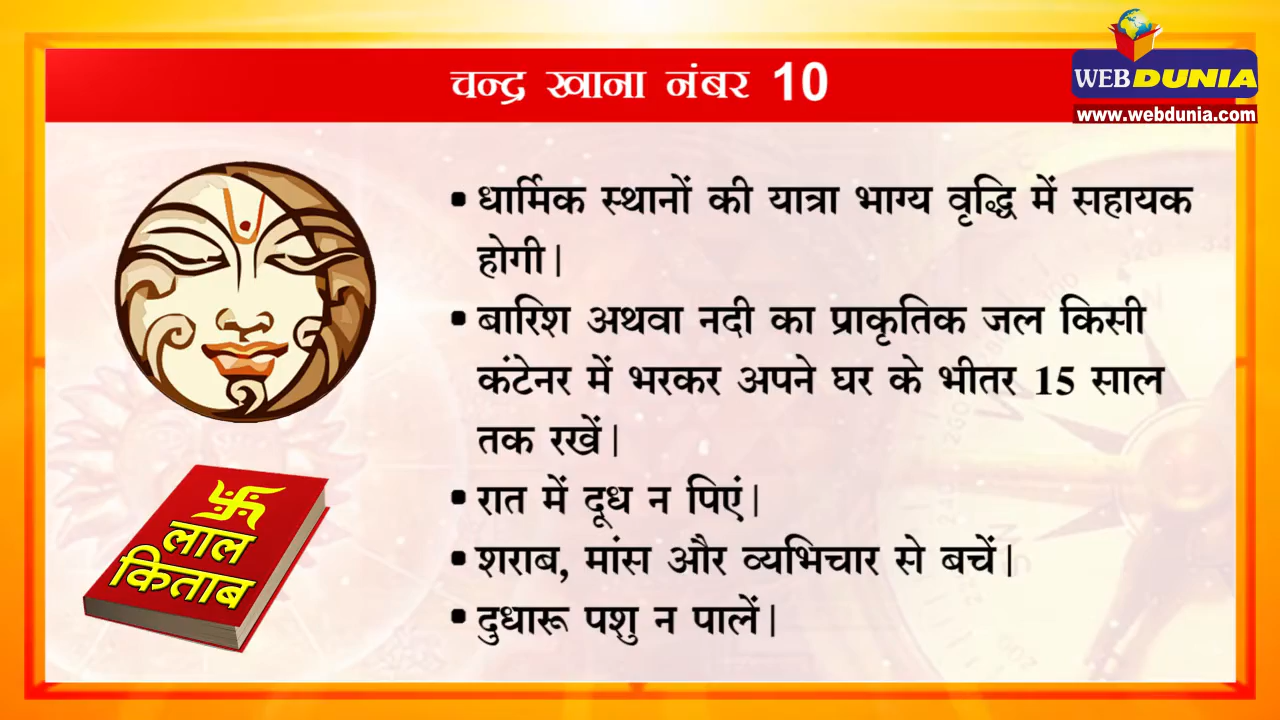 चन्द्र खाना नंबर 10
WEBDUNIA
www.webdunia.com
• धार्मिक स्थानों की यात्रा भाग्य वृद्धि में सहायक
होगी।
• बारिश अथवा नदी का प्राकृतिक जल किसी
कंटेनर में भरकर अपने घर के भीतर 15 साल
तक रखें।
• रात में दूध न पिएं।
• शराब, मांस और व्यभिचार से बचें।
• दुधारू पशु न पालें।
लाल
किताब